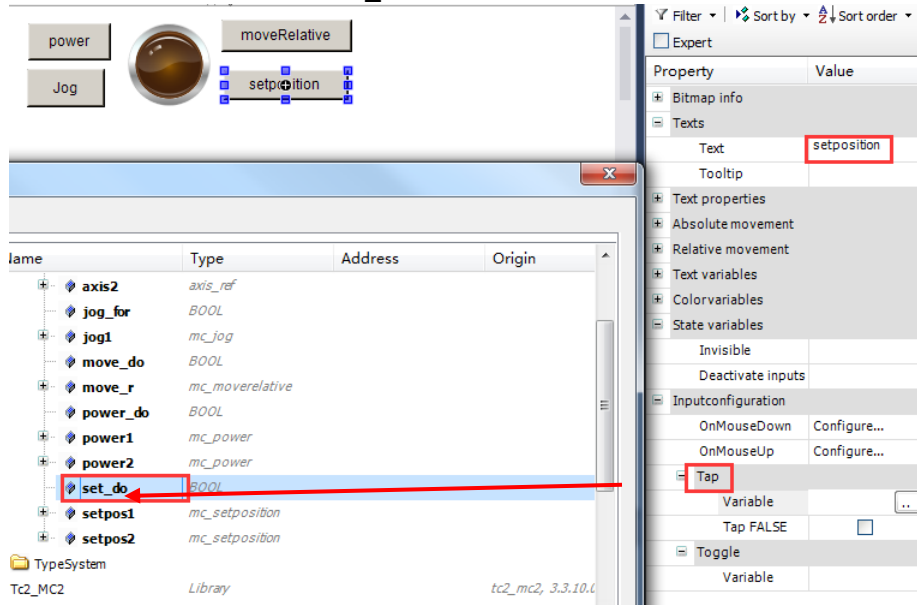 power
moveRelative
Jog
setposition
Filter
Sort by
Sort order
Expert
Property Value
Bitmap info
Texts
Text setposition
Tooltip
Text properties
Absolute movement
Relative movement
Text variables
Colorvariables
State variables
Invisible
Deactivate inputs
Inputconfiguration
OnMouseDown Configure...
OnMouseUp Configure...
Tap
Variable ..
Tap FALSE
Toggle
Variable
Name Type Address Origin
axis2 axis_ref
jog_for BOOL
jog1 mc_jog
move_do BOOL
move_r mc_moverelative
power_do BOOL
power1 mc_power
power2 mc_power
set_do BOOL
setpos1 mc_setposition
setpos2 mc_setposition
TypeSystem
Tc2_MC2 Library tc2_mc2, 3.3.10.0